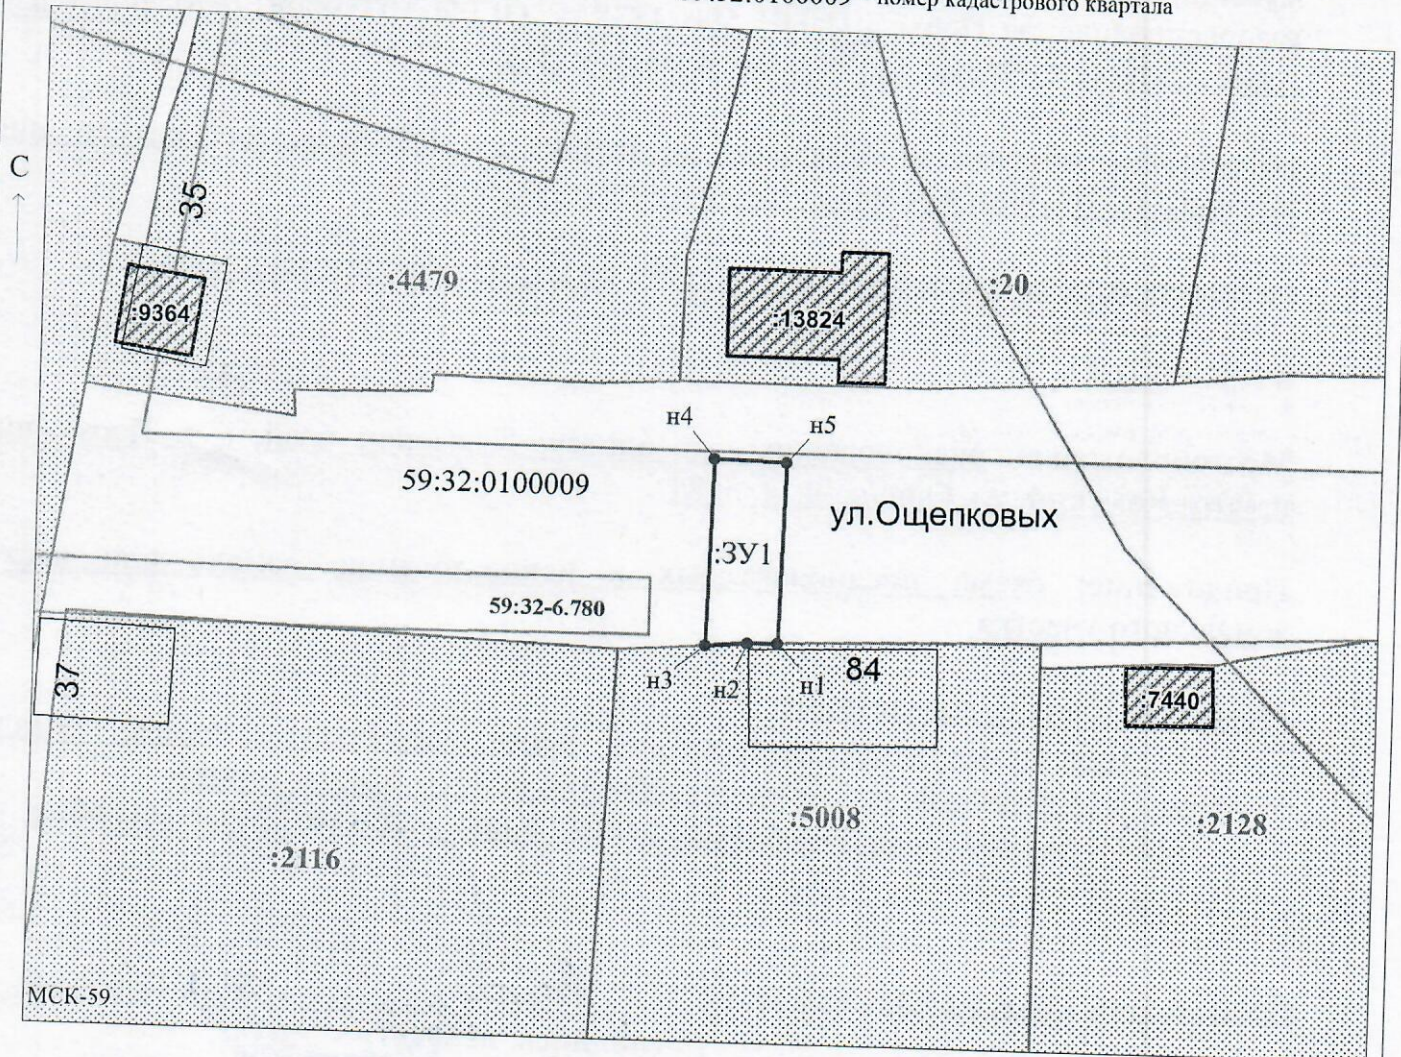 номер кадастрового квартала
С
35
:4479
:20
:9364
:13824
н4
н5
59:32:0100009
ул.Ощепковых
:ЗУ1
59:32-6.780
37
н3
н2
н1
84
:7440
:5008
:2128
:2116
МСК-59